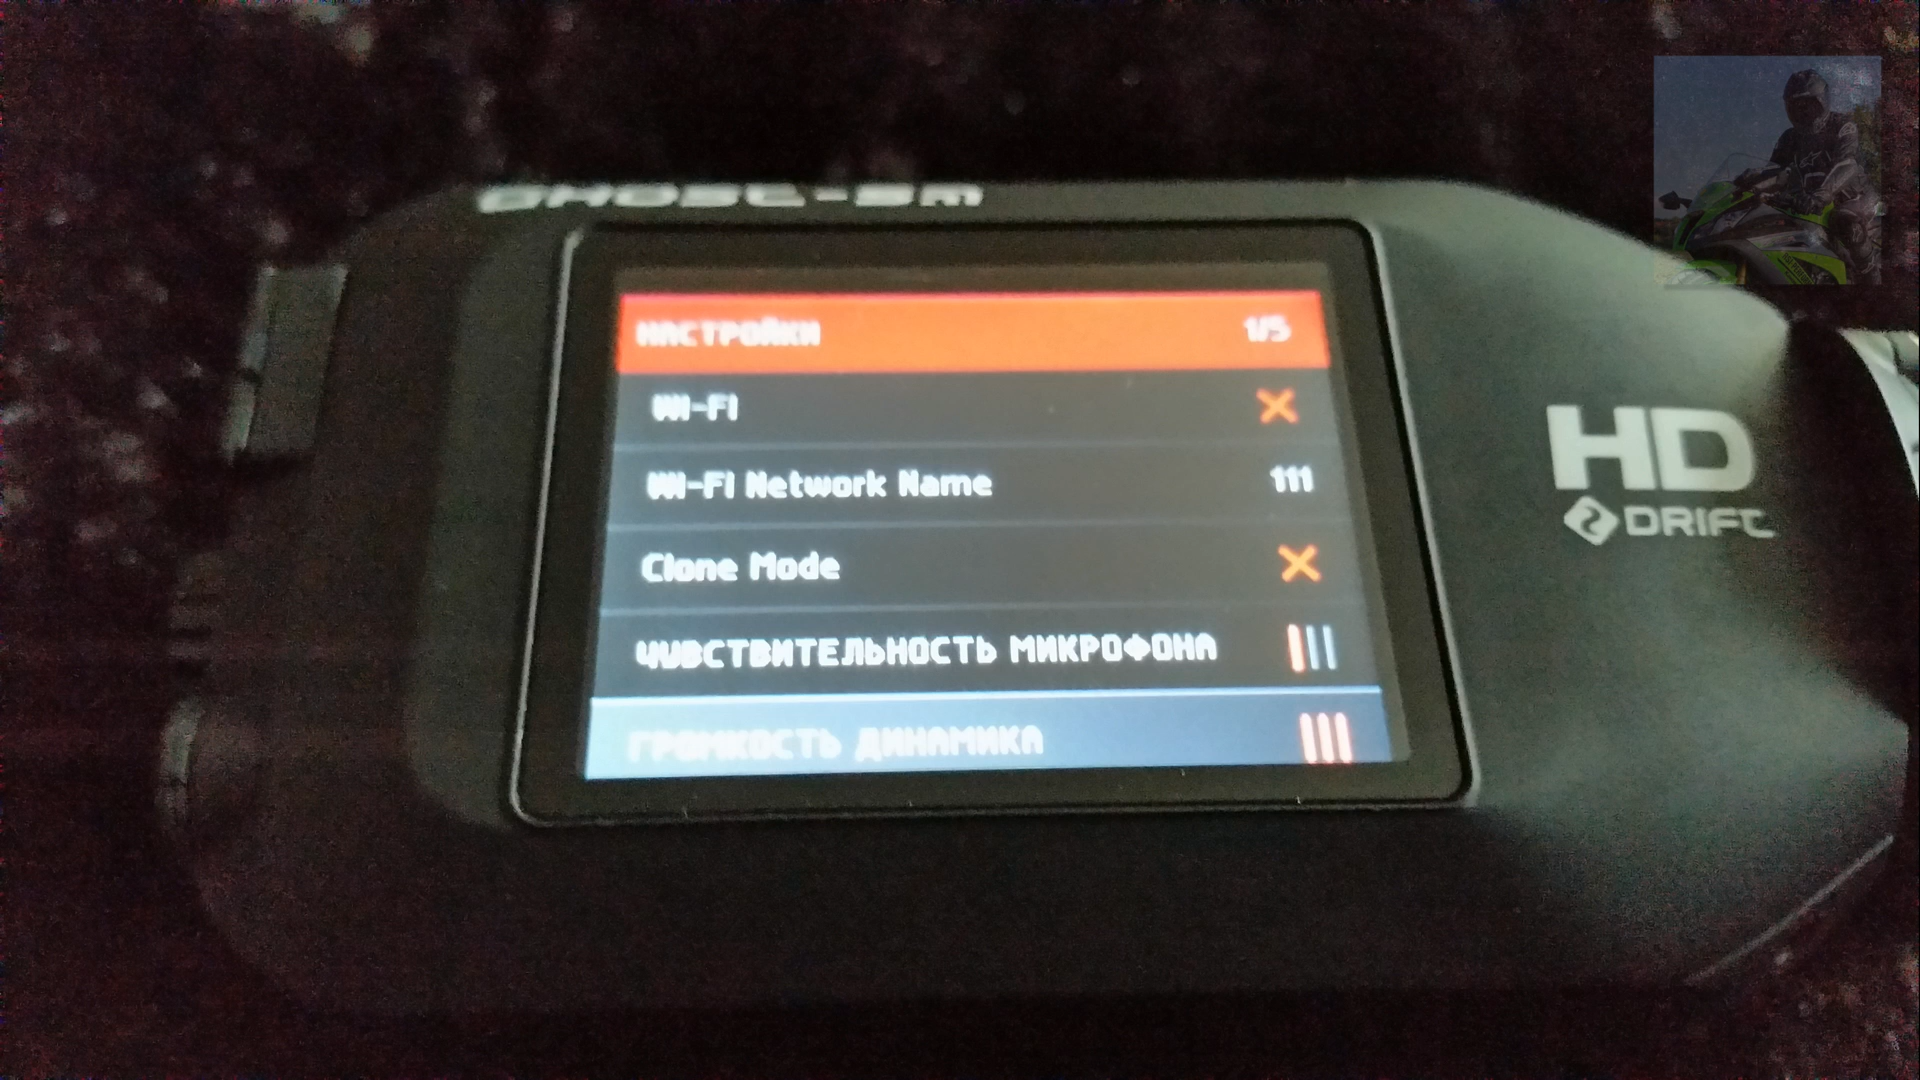 GHOST-SM
НАСТРОЙКИ 1/5
WI-FI
WI-FI Network Name 111
Clone Mode
ЧУВСТВИТЕЛЬНОСТЬ МИКРОФОНА
ГРОМКОСТЬ ДИНАМИКА
HD
DRIFT